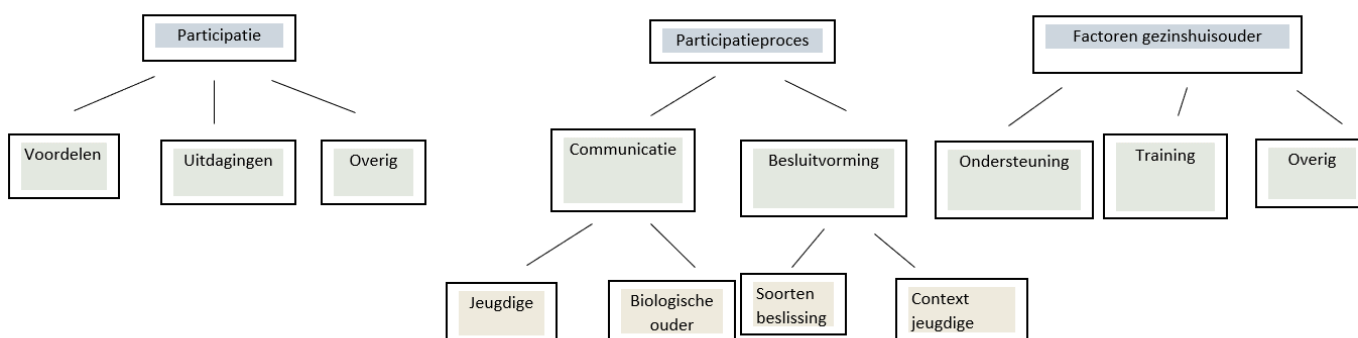 Participatie
Participatieproces
Factoren gezinshuisouder
Voordelen
Uitdagingen
Overig
Communicatie
Besluitvorming
Ondersteuning
Training
Overig
Jeugdige
Biologische
ouder
Soorten
beslissing
Context
jeugdige